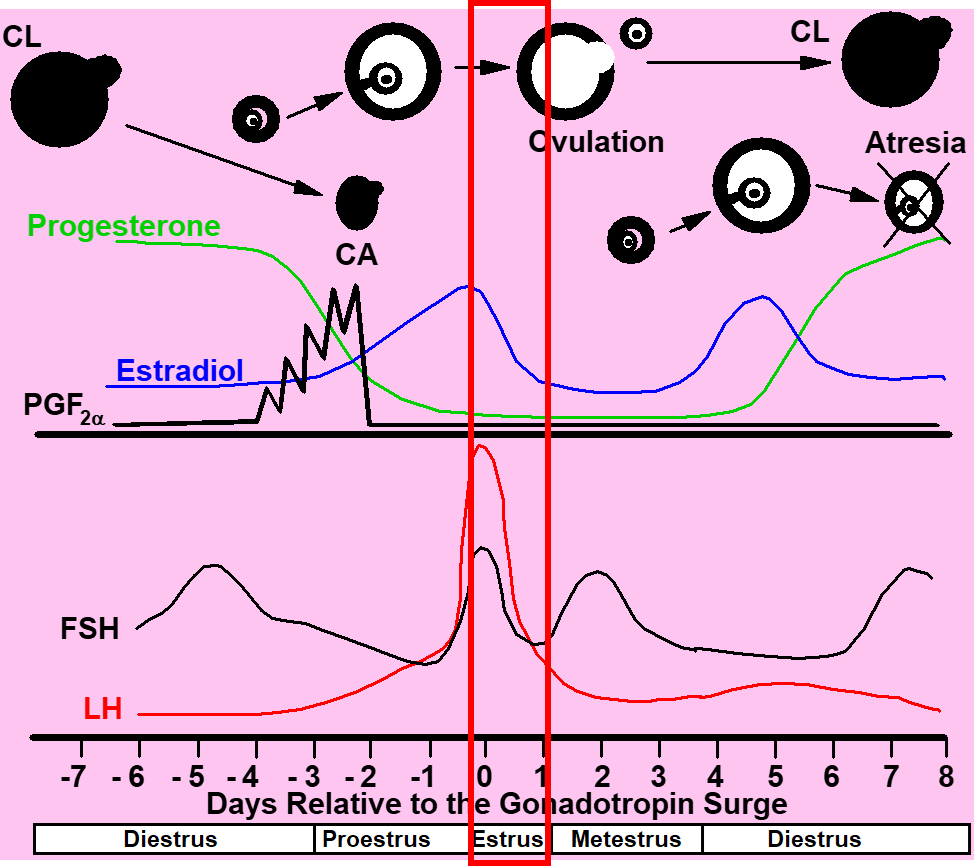 CL
CL
Ovulation
Atresia
Progesterone
CA
Estradiol
PGF2α
FSH
LH
-7 -6 -5 -4 -3 -2 -1 0 1 2 3 4 5 6 7 8
Days Relative to the Gonadotropin Surge
Diestrus Proestrus Estrus Metestrus Diestrus